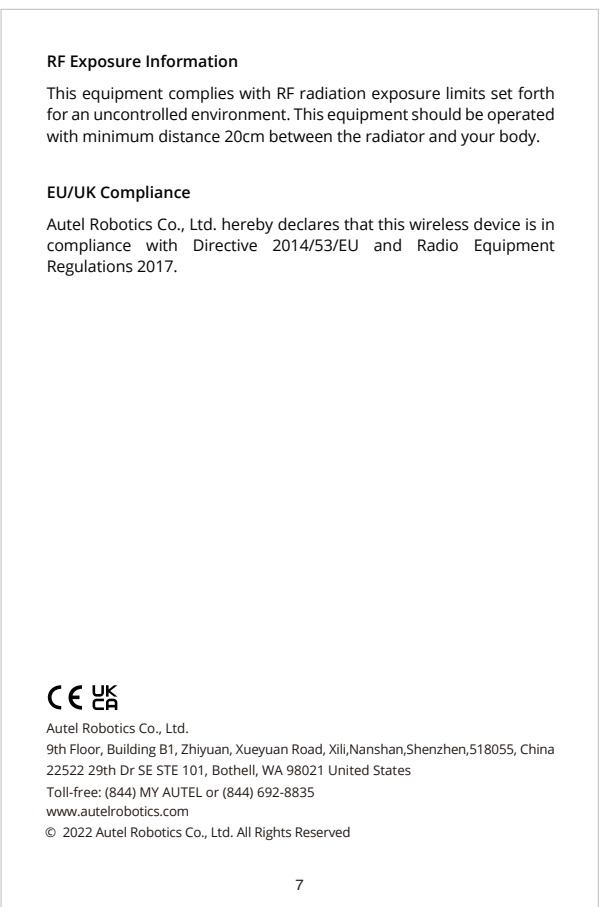 RF Exposure Information
This equipment complies with RF radiation exposure limits set forth
for an uncontrolled environment. This equipment should be operated
with minimum distance 20cm between the radiator and your body.
EU/UK Compliance
Autel Robotics Co., Ltd. hereby declares that this wireless device is in
compliance with Directive 2014/53/EU and Radio Equipment
Regulations 2017.
CE UK
CA
Autel Robotics Co., Ltd.
9th Floor, Building B1, Zhiyuan, Xueyuan Road, Xili,Nanshan,Shenzhen,518055, China
22522 29th Dr SE STE 101, Bothell, WA 98021 United States
Toll-free: (844) MY AUTEL or (844) 692-8835
www.autelrobotics.com
© 2022 Autel Robotics Co., Ltd. All Rights Reserved
7